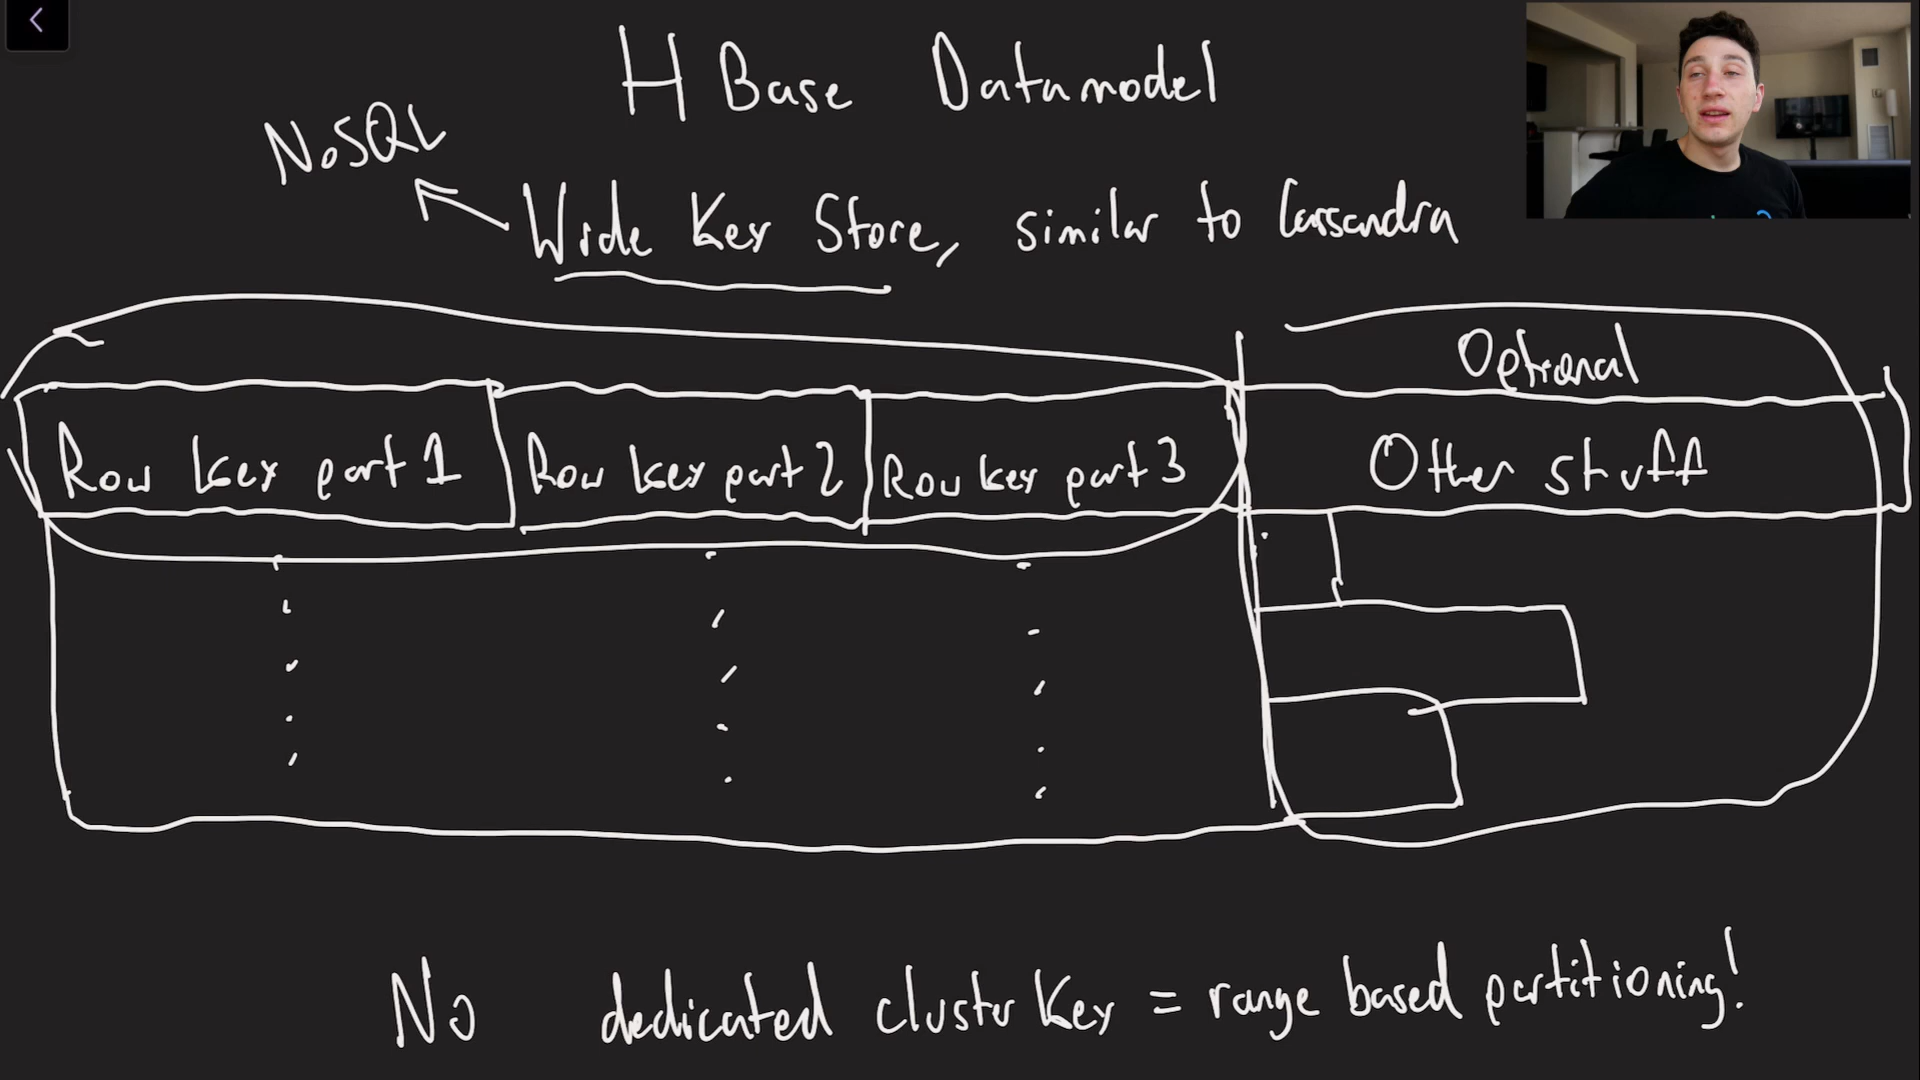 H Base Datamodel
NoSQL
Wide Key Store, similar to Cassandra
Optional
Row key part 1 Row key part 2 Row key part 3 Other stuff
No dedicated cluster key = range based partitioning!